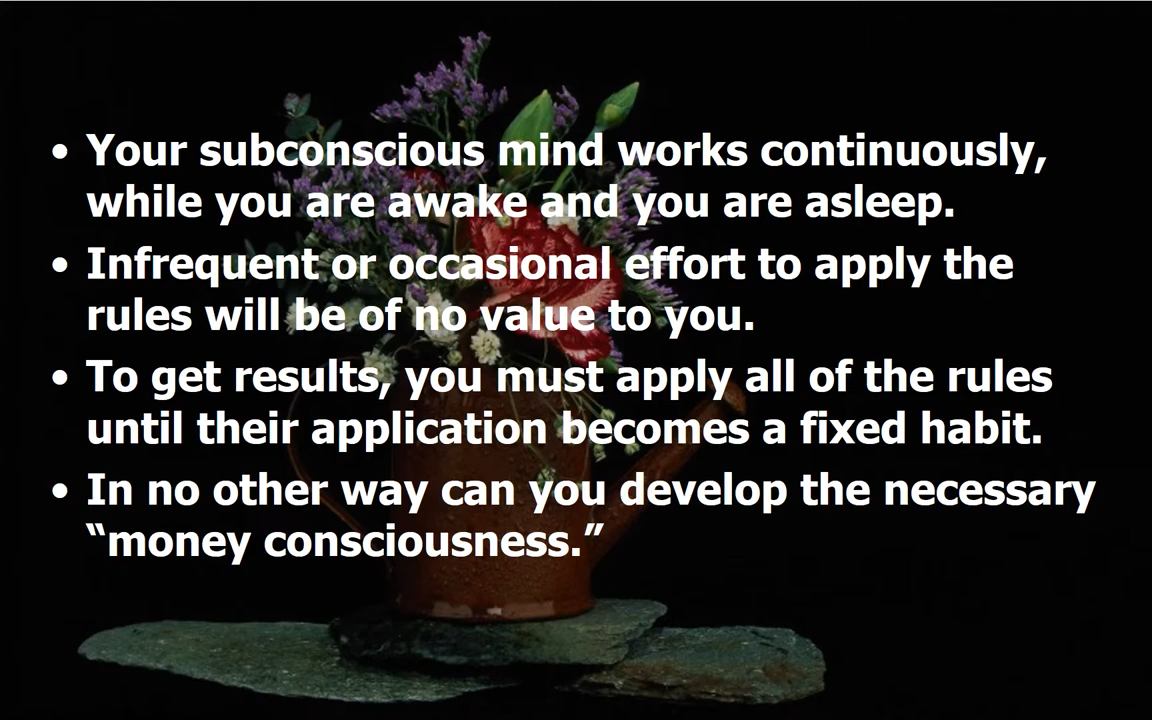 • Your subconscious mind works continuously,
while you are awake and you are asleep.
• Infrequent or occasional effort to apply the
rules will be of no value to you.
• To get results, you must apply all of the rules
until their application becomes a fixed habit.
• In no other way can you develop the necessary
“money consciousness.”